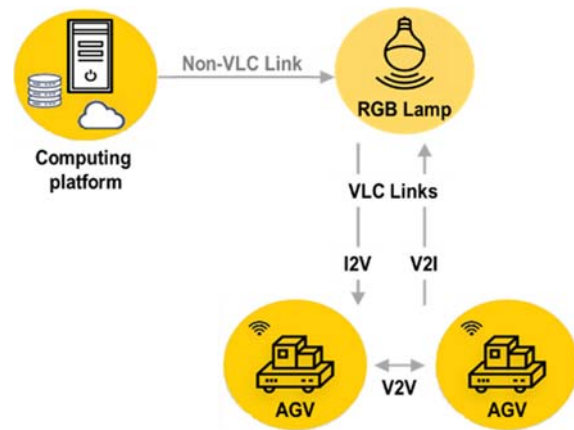 Non-VLC Link
RGB Lamp
Computing
platform
VLC Links
I2V
V2I
AGV
V2V
AGV